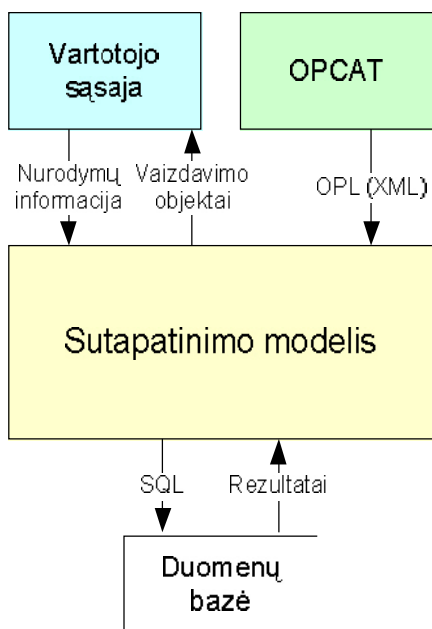 Vartotojo
sąsaja
OPCAT
Nurodymų
informacija
Vaizdavimo
objektai
OPL (XML)
Sutapatinimo modelis
SQL
Rezultatai
Duomenų
bazė